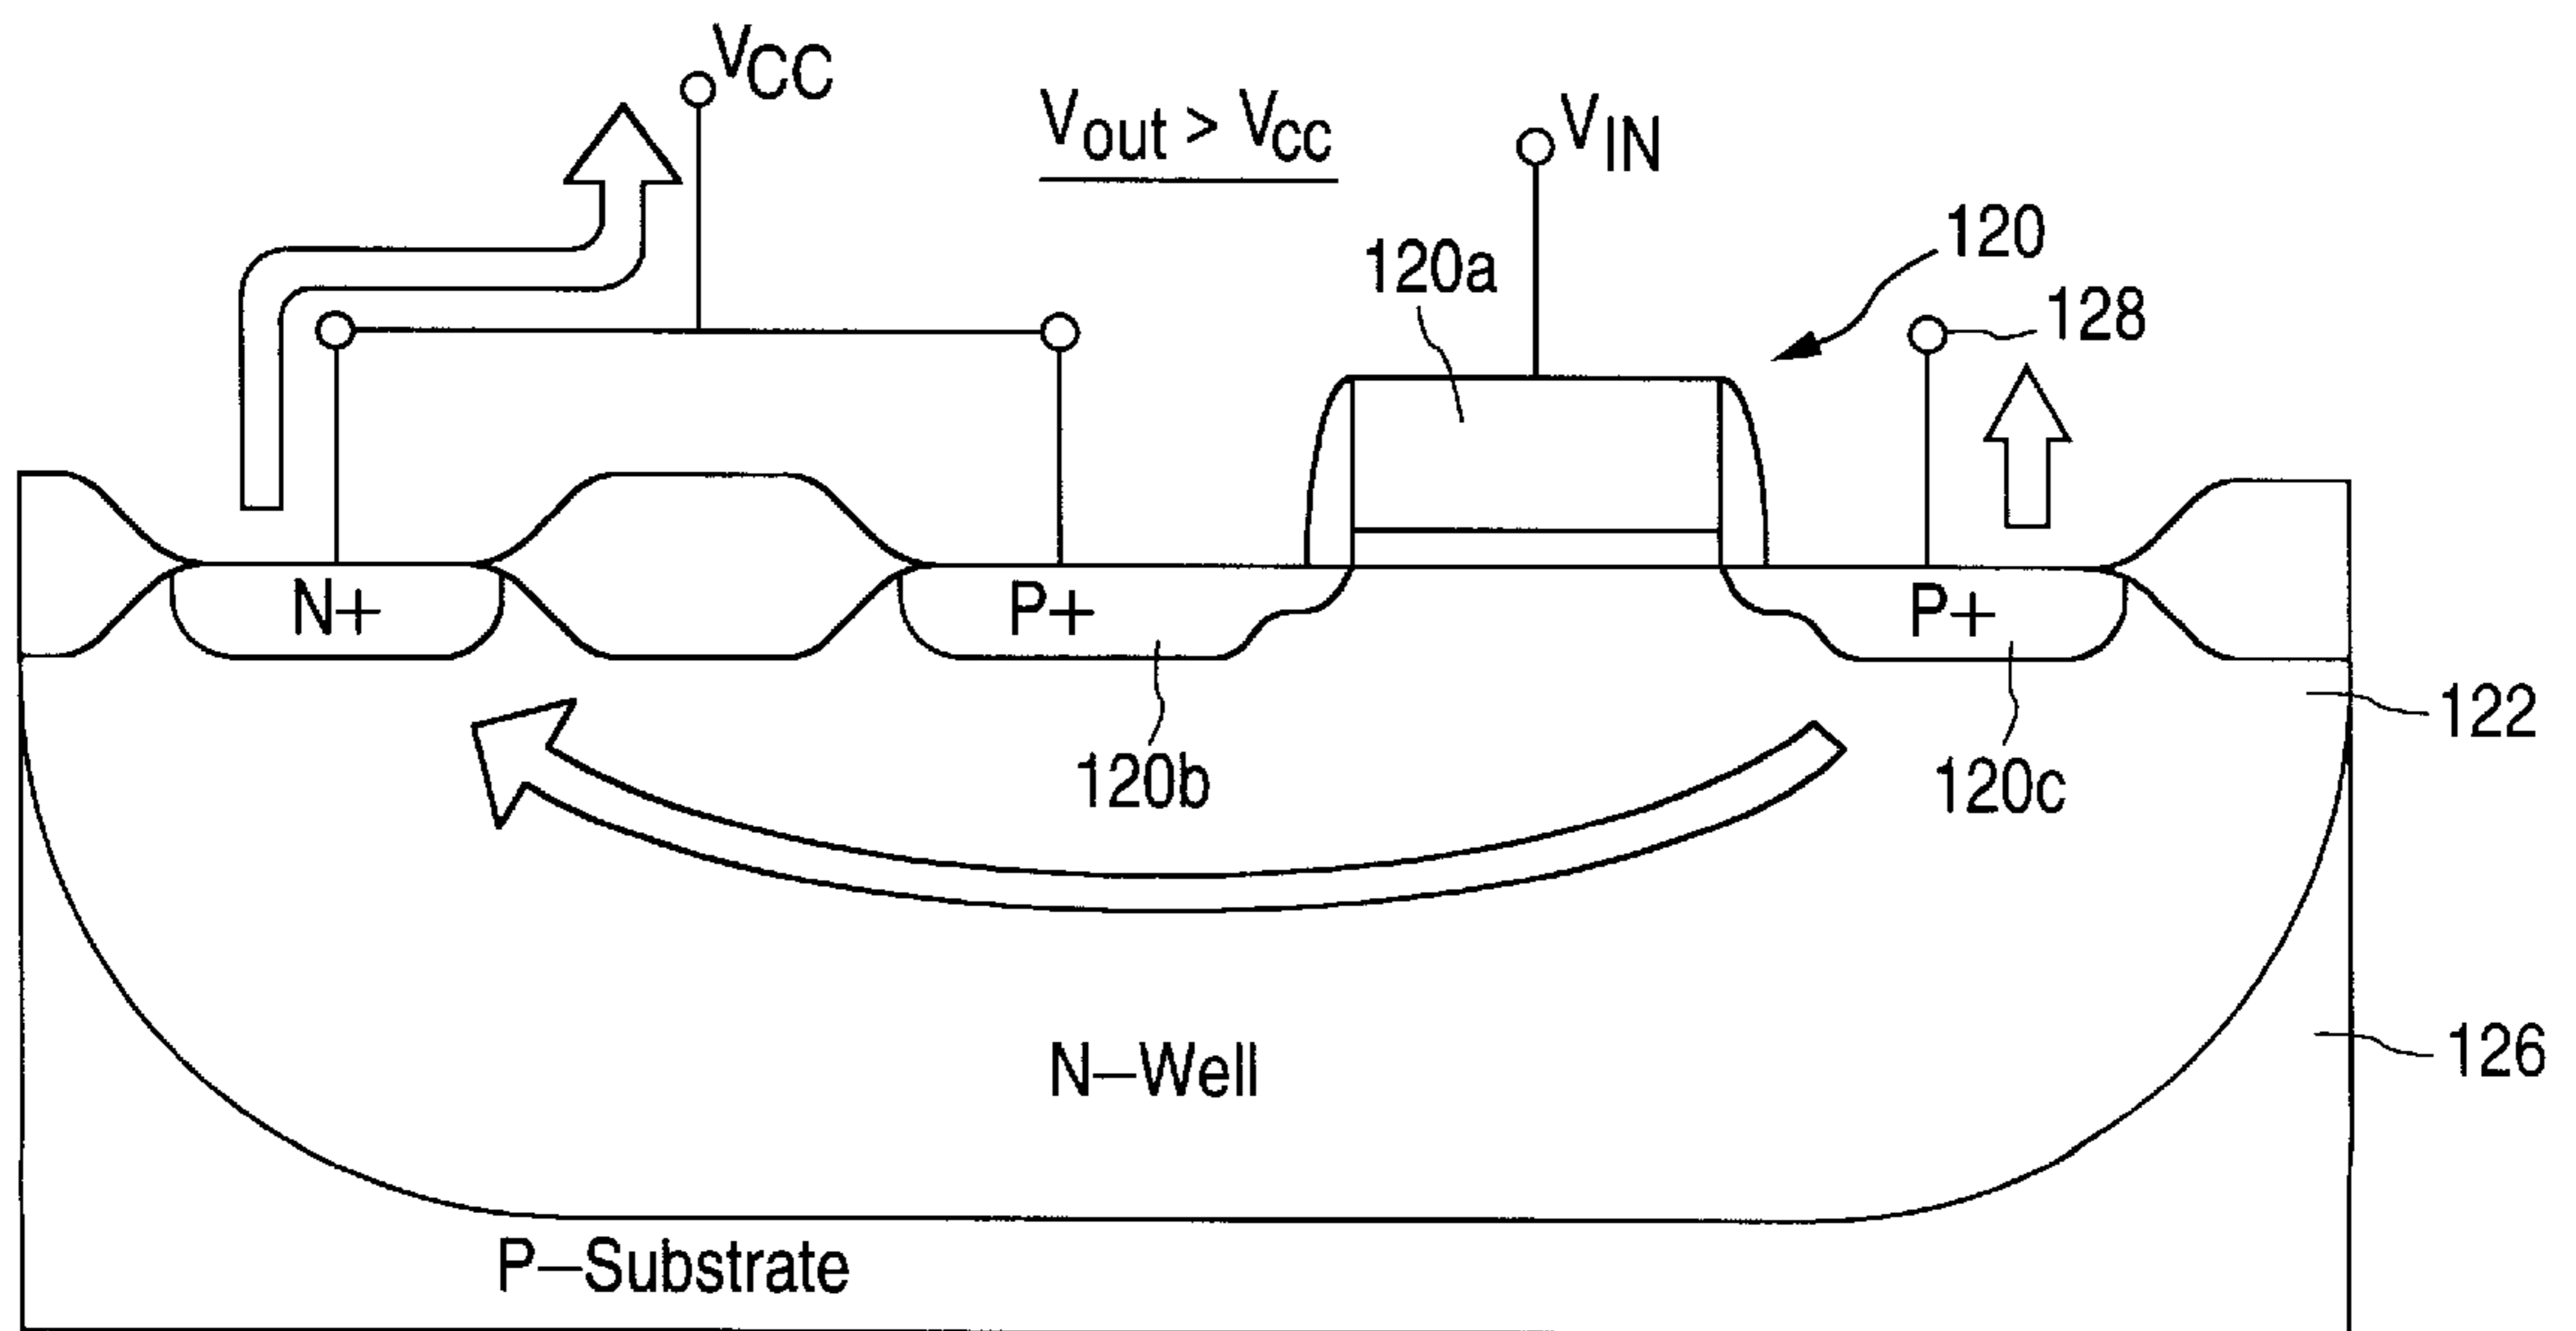 VCC
Vout > Vcc
VIN
120
120a
128
N+
P+
P+
122
120b
120c
126
N-Well
P-Substrate